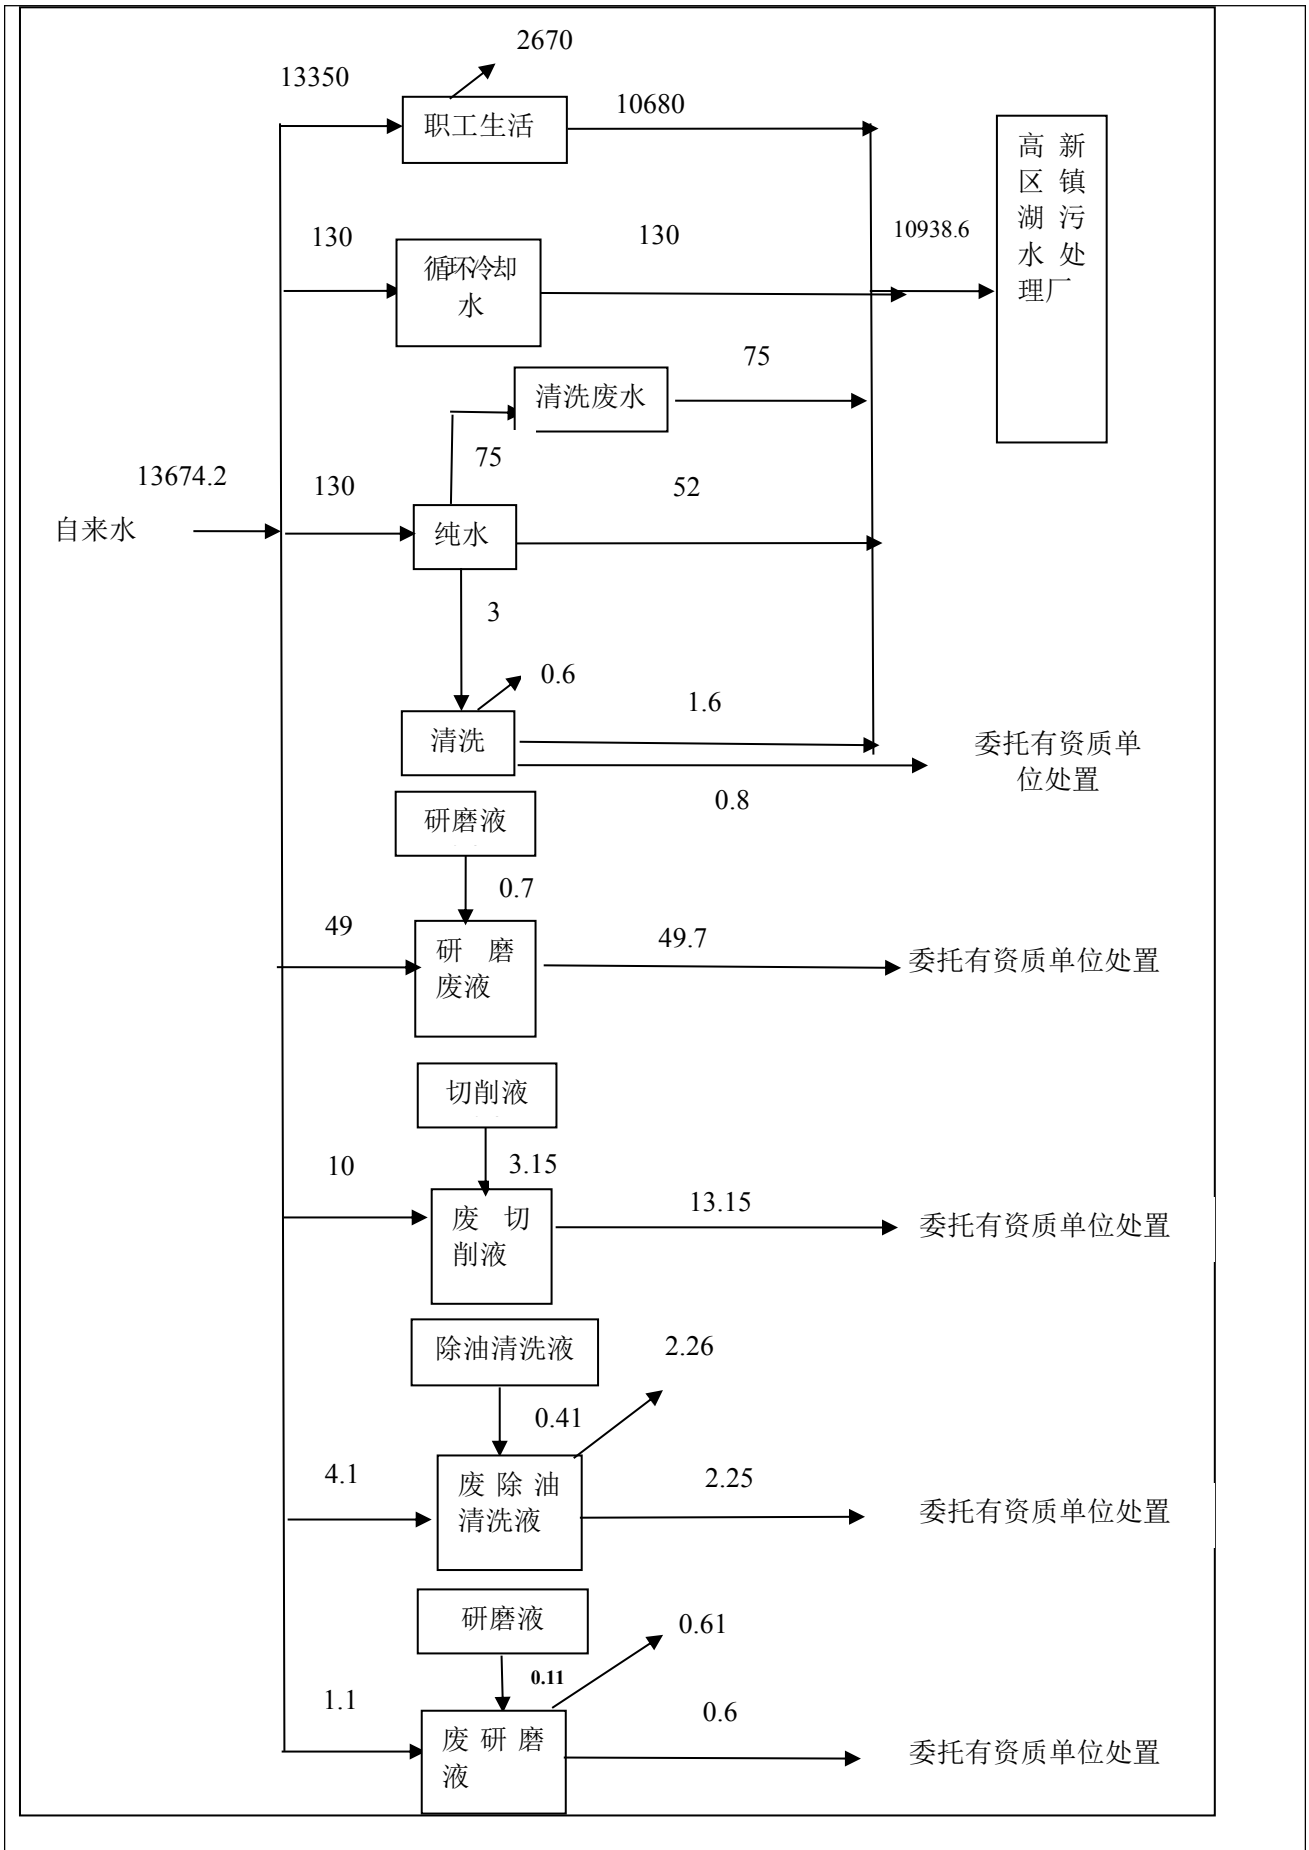 2670
13350
10680
职工生活
高新
区镇
湖污
水处
理厂
10938.6
130
130
循环冷却
水
75
清洗废水
75
13674.2
130
52
自来水
纯水
3
0.6
1.6
清洗
委托有资质单
位处置
0.8
研磨液
0.7
49
49.7
研磨
废液
委托有资质单位处置
切削液
10
3.15
13.15
废切
削液
委托有资质单位处置
除油清洗液
2.26
0.41
4.1
2.25
废除油
清洗液
委托有资质单位处置
研磨液
0.61
0.11
1.1
0.6
废研磨
液
委托有资质单位处置